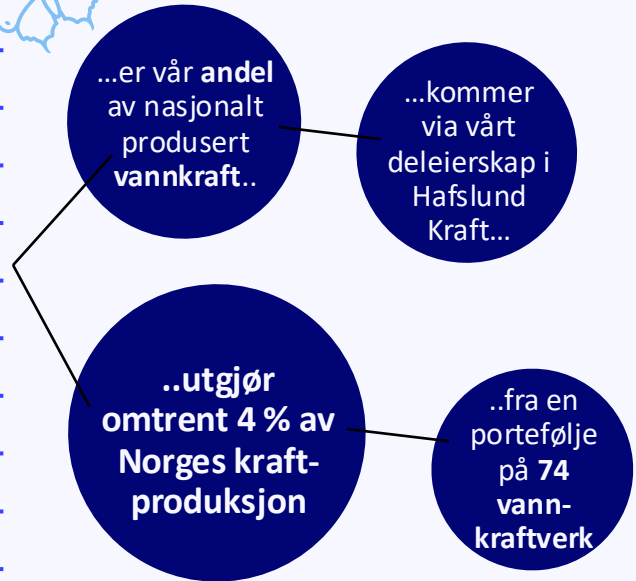 ...er vår andel
av nasjonalt
produsert
vannkraft..
...kommer
via vårt
deleierskap i
Hafslund
Kraft...
..utgjør
omtrent 4 % av
Norges kraft-
produksjon
..fra en
portefølje
på 74
vann-
kraftverk